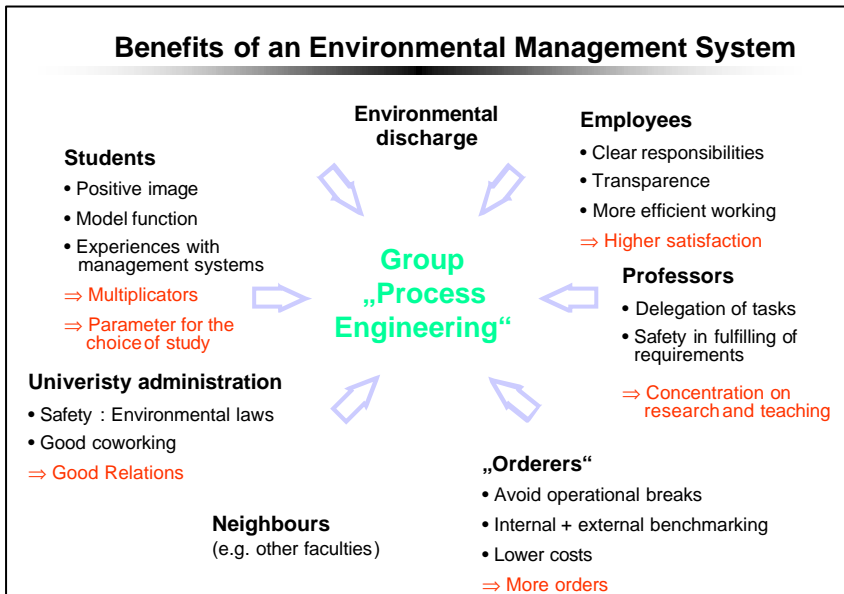 Benefits of an Environmental Management System
Environmental
discharge
Employees
• Clear responsibilities
• Transparence
• More efficient working
⇒ Higher satisfaction
Students
• Positive image
• Model function
• Experiences with
management systems
⇒ Multiplicators
⇒ Parameter for the
choice of study
Group
„Process
Engineering“
Professors
• Delegation of tasks
• Safety in fulfilling of
requirements
⇒ Concentration on
research and teaching
Univeristy administration
• Safety : Environmental laws
• Good coworking
⇒ Good Relations
„Orderers“
• Avoid operational breaks
• Internal + external benchmarking
• Lower costs
⇒ More orders
Neighbours
(e.g. other faculties)